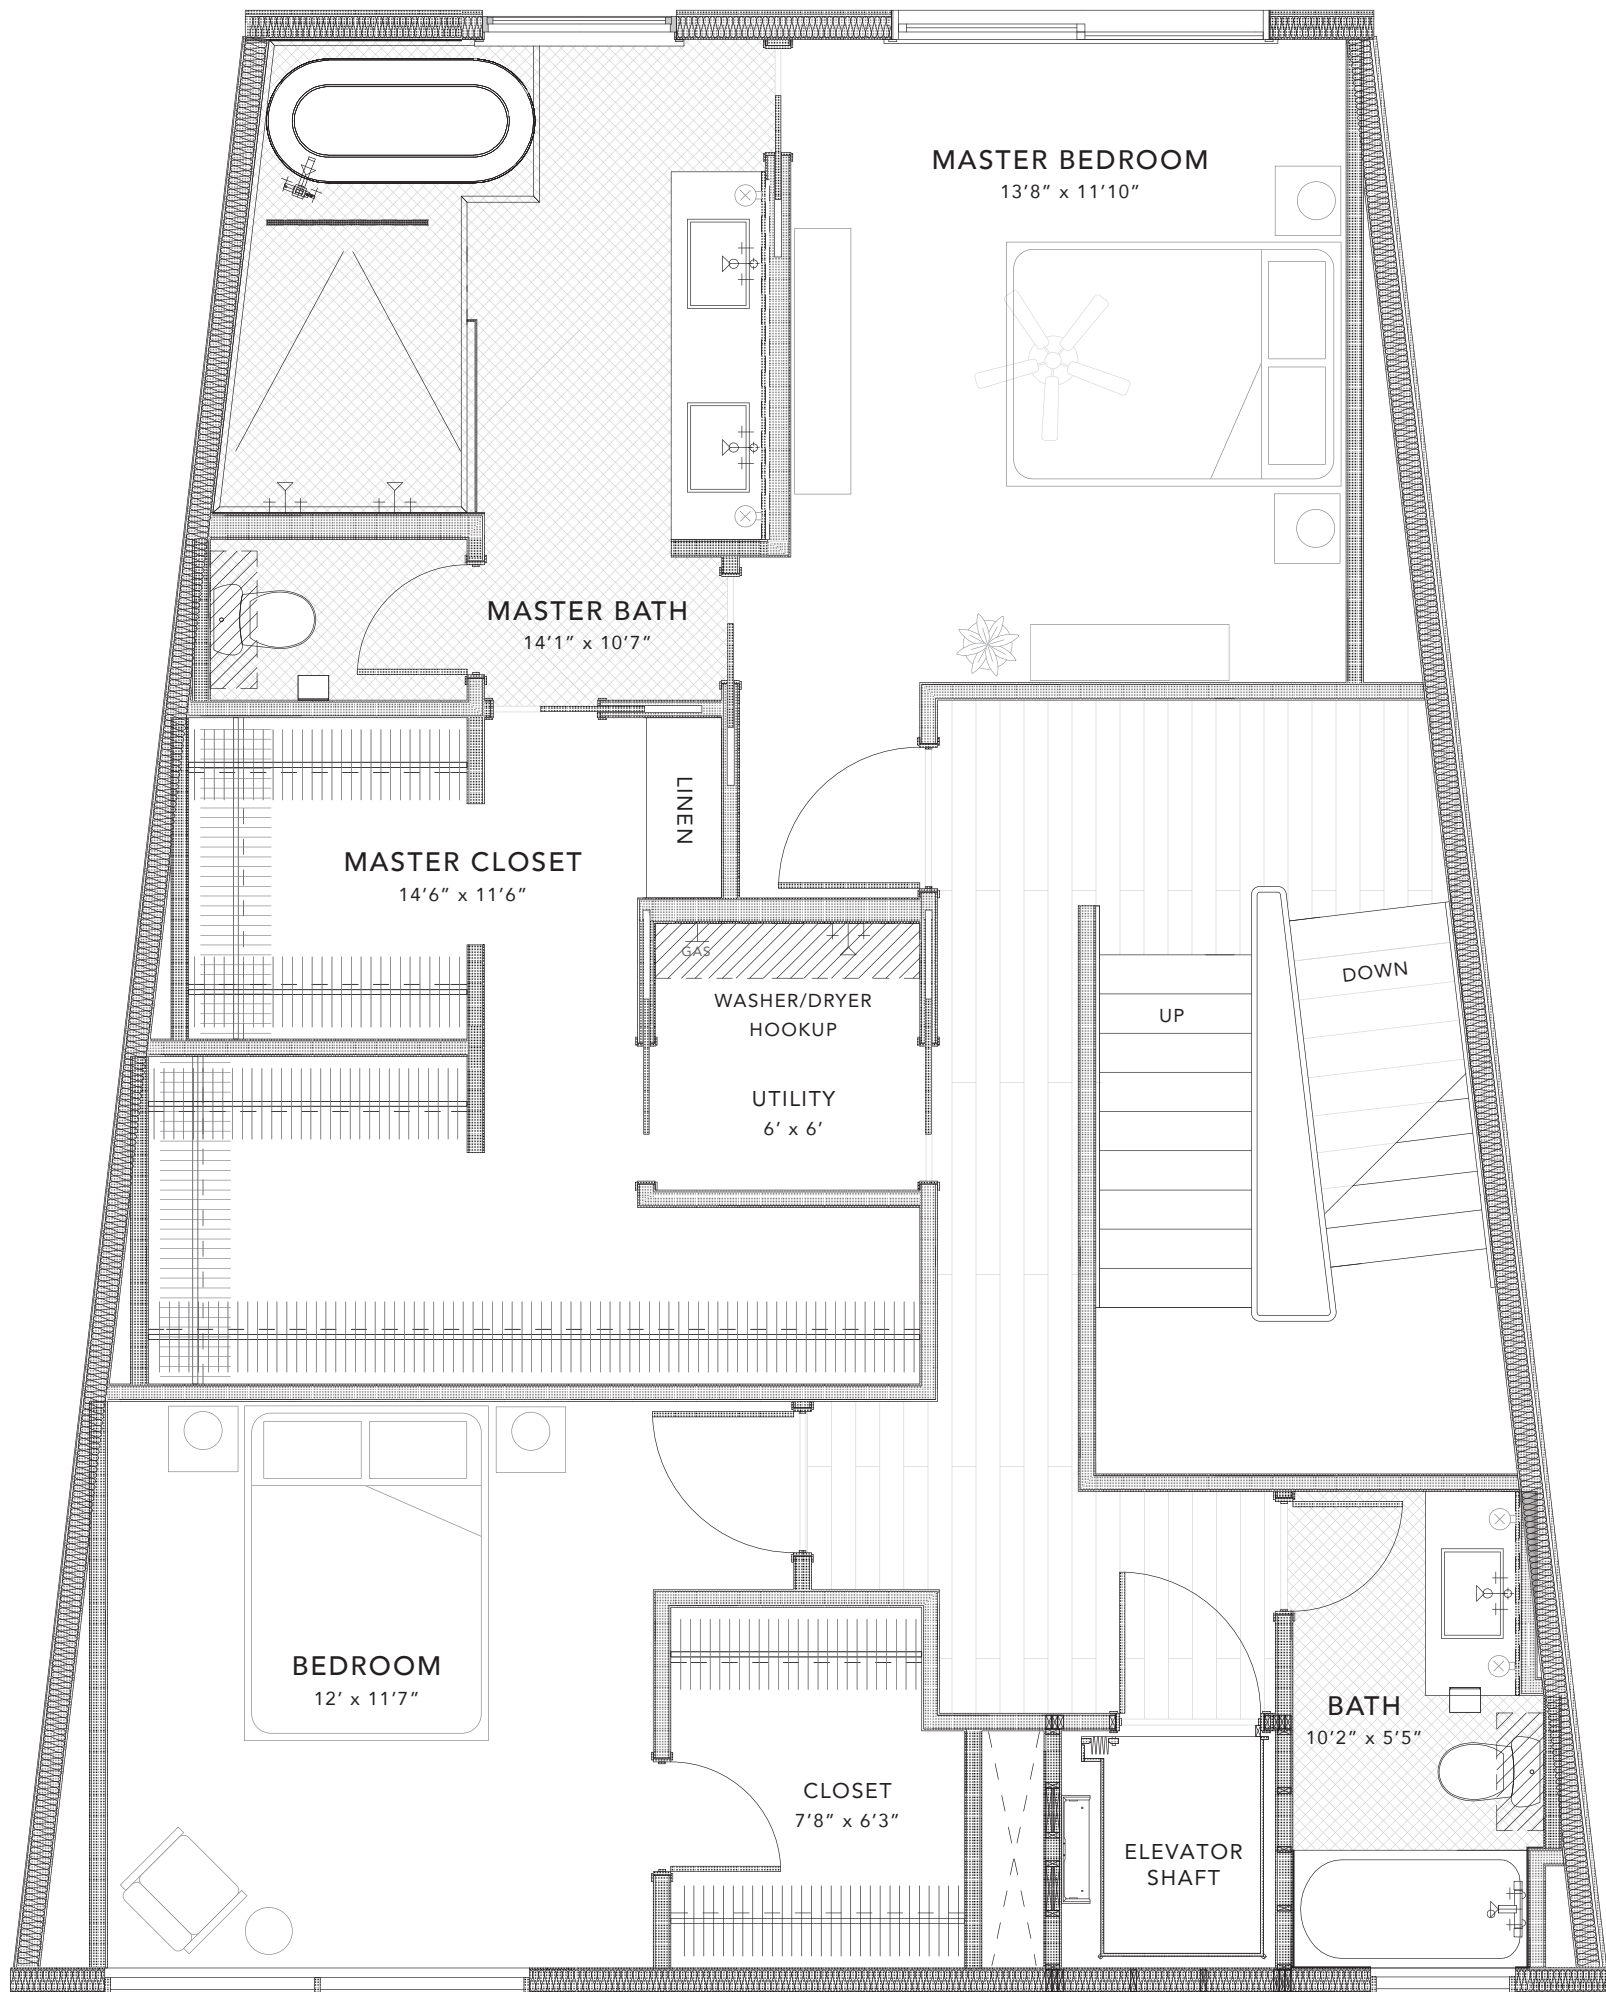 MASTER BEDROOM
13’8” x 11’10”
MASTER BATH
14’1” x 10’7”
LINEN
MASTER CLOSET
14’6” x 11’6”
GAS
WASHER/DRYER
HOOKUP
UTILITY
6’ x 6’
UP
DOWN
BEDROOM
12’ x 11’7”
CLOSET
7’8” x 6’3”
ELEVATOR
SHAFT
BATH
10’2” x 5’5”